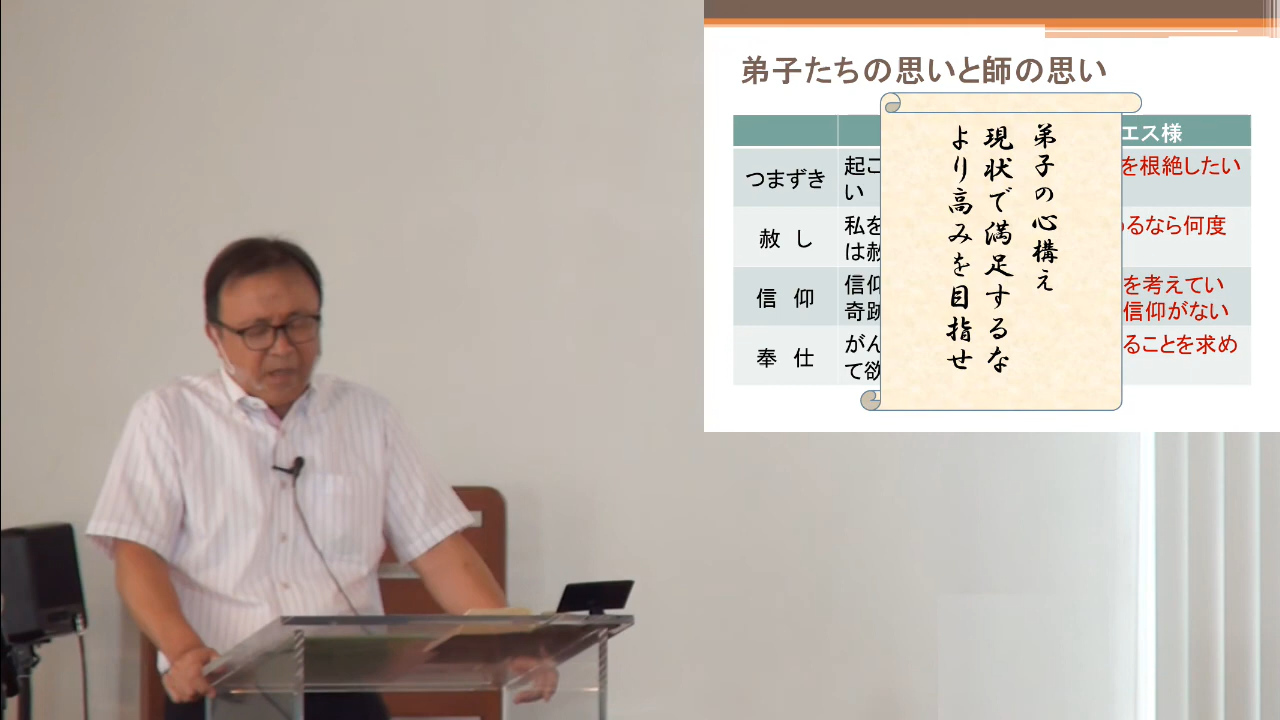 弟子たちの思いと師の思い
エス様
つまずき
起こ
い
を根絶したい
赦 し
私を
は赦
るなら何度
信 仰
信仰
奇跡
を考えてい
信仰がない
奉 仕
がん
て欲
ることを求め
弟子の心構え
現状で満足するな
より高みを目指せ